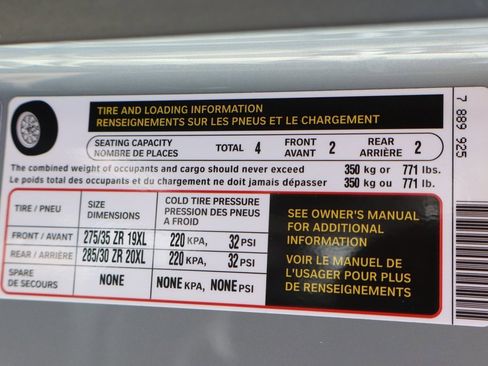 TIRE AND LOADING INFORMATION
RENSEIGNEMENTS SUR LES PNEUS ET LE CHARGEMENT
SEATING CAPACITY
NOMBRE DE PLACES
TOTAL 4
FRONT
AVANT 2
REAR
ARRIÈRE 2
The combined weight of occupants and cargo should never exceed 350 kg or 771 lbs.
Le poids total des occupants et du chargement ne doit jamais dépasser 350 kg ou 771 lb.
TIRE / PNEU
SIZE
DIMENSIONS
COLD TIRE PRESSURE
PRESSION DES PNEUS
A FROID
FRONT / AVANT 275/35 ZR 19XL 220 KPA, 32 PSI
REAR / ARRIÈRE 285/30 ZR 20XL 220 KPA, 32 PSI
SPARE
DE SECOURS
NONE NONE KPA, NONE PSI
SEE OWNER'S MANUAL
FOR ADDITIONAL
INFORMATION
VOIR LE MANUEL DE
L'USAGER POUR PLUS
DE RENSEIGNEMENTS
7 889 925